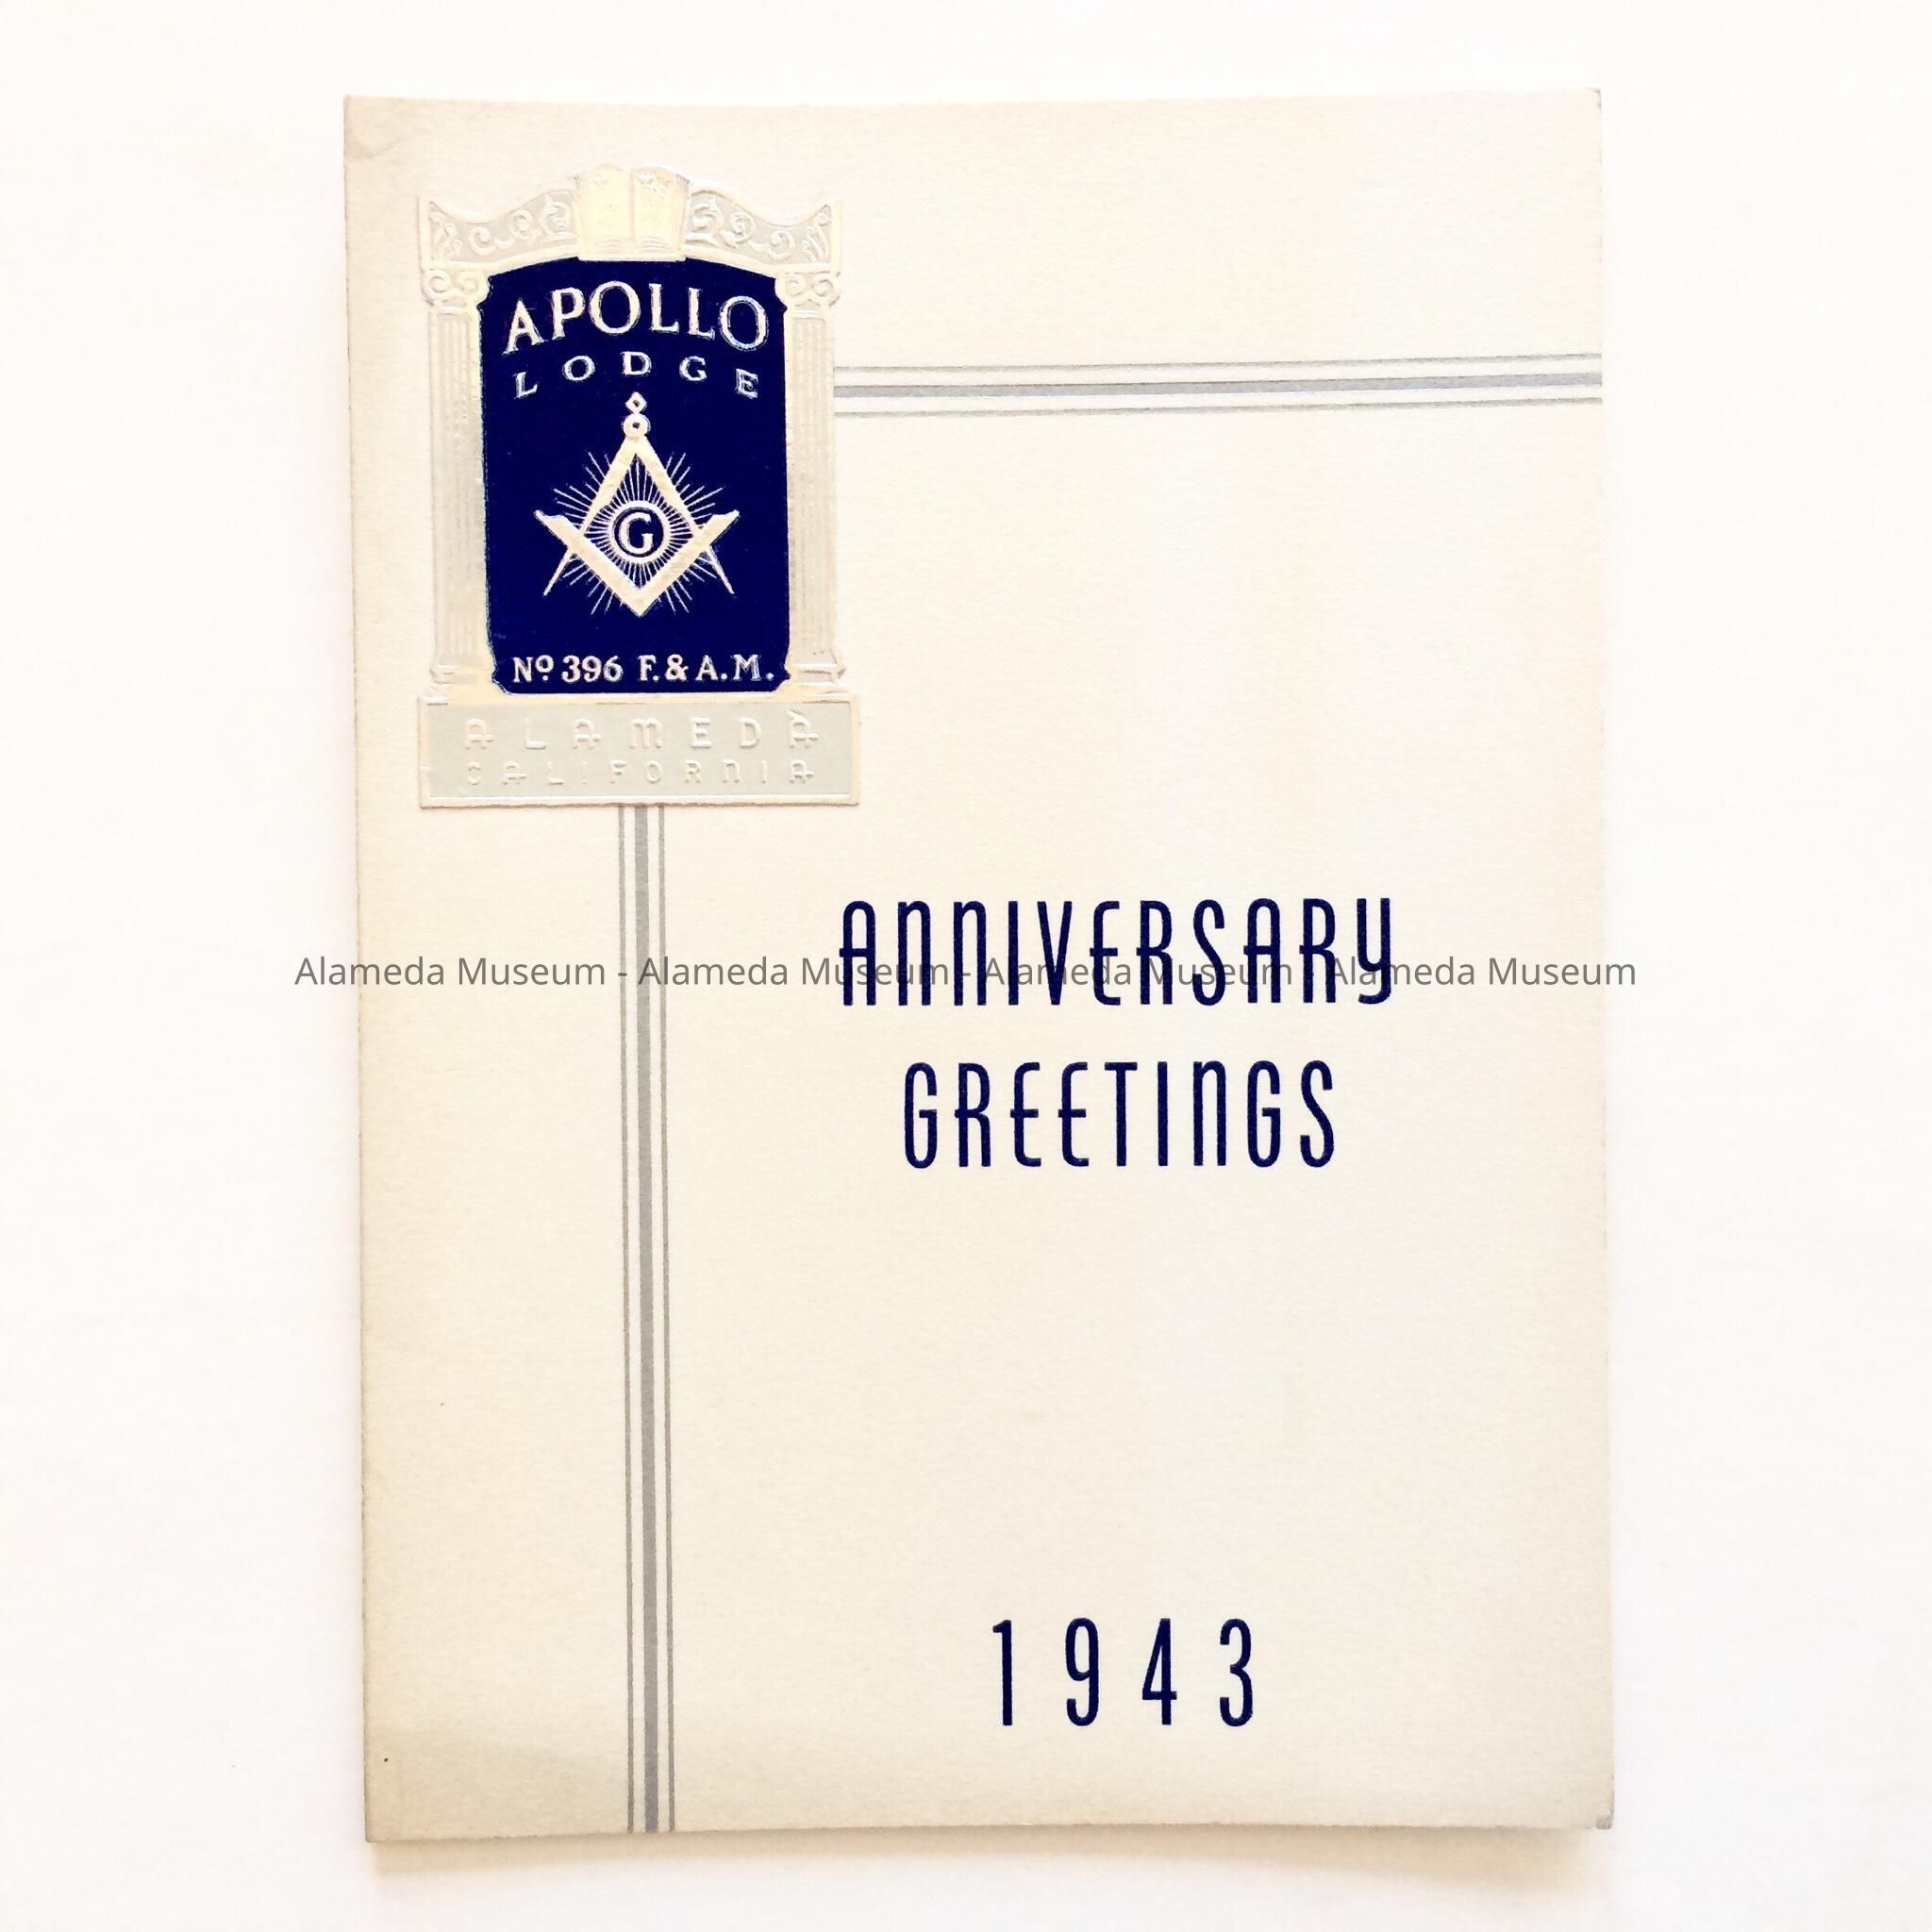 APOLLO
LODGE
G
Nº 396 F. & A.M.
ALAMEDA
CALIFORNIA
ANNIVERSARY
Alameda Museum - Alameda Museum - Alameda Museum - Alameda Museum
GREETINGS
1943